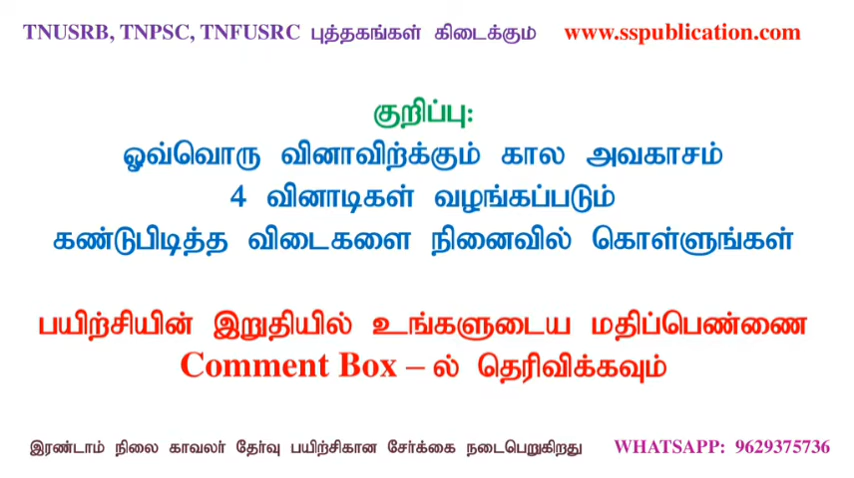 TNUSRB, TNPSC, TNFUSRC புத்தகங்கள் கிடைக்கும் www.sspublication.com
குறிப்பு:
ஓவ்வொரு வினாவிற்க்கும் கால அவகாசம்
4 வினாடிகள் வழங்கப்படும்
கண்டுபிடித்த விடைகளை நினைவில் கொள்ளுங்கள்
பயிற்சியின் இறுதியில் உங்களுடைய மதிப்பெண்ணை
Comment Box – ல் தெரிவிக்கவும்
இரண்டாம் நிலை காவலர் தேர்வு பயிற்சிகான சேர்க்கை நடைபெறுகிறது WHATSAPP: 9629375736